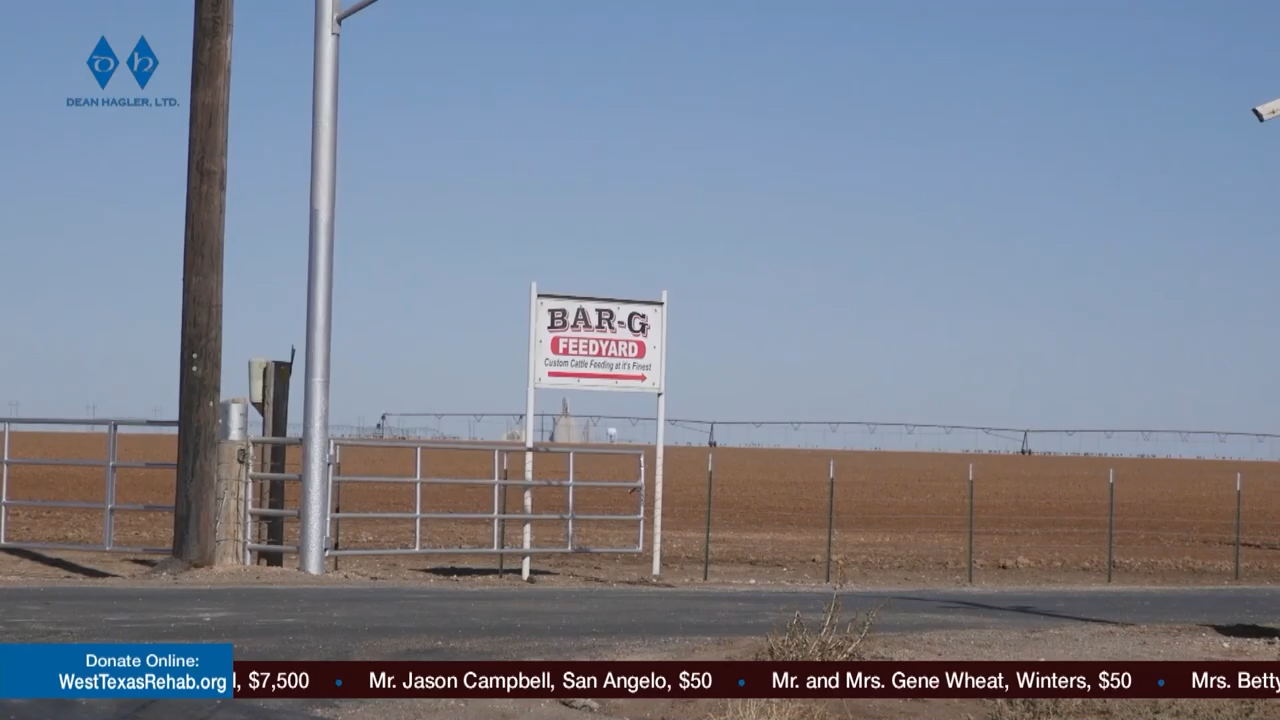 dh
DEAN HAGLER, LTD.
BAR-G
FEEDYARD
Custom Cattle Feeding at it's Finest
Donate Online:
WestTexasRehab.org
, $7,500 • Mr. Jason Campbell, San Angelo, $50 • Mr. and Mrs. Gene Wheat, Winters, $50 • Mrs. Betty